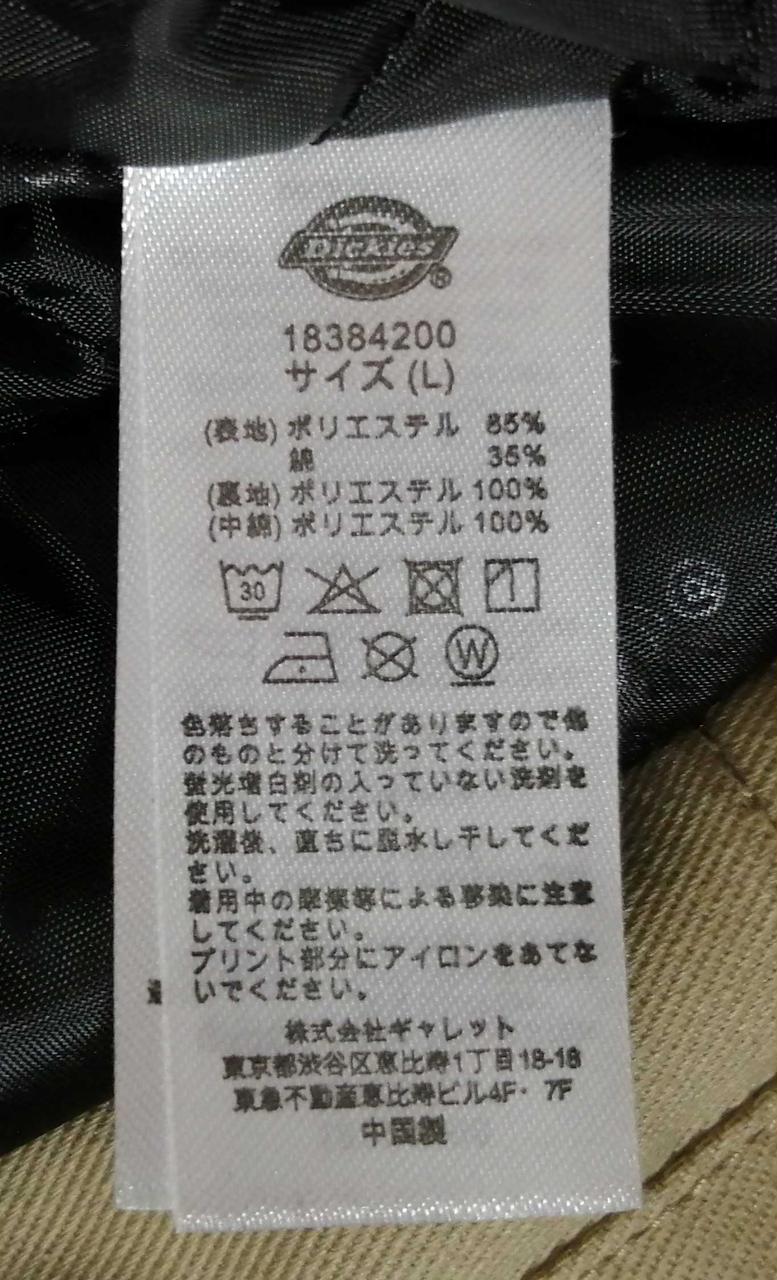 Dickies®
18384200
サイズ (L)
(表地) ポリエステル 65%
綿 35%
(裏地) ポリエステル 100%
(中綿) ポリエステル 100%
30
W
色落ちすることがありますので他
のものと分けて洗ってください。
蛍光増白剤の入っていない洗剤を
使用してください。
洗濯後、直ちに脱水し干してくだ
さい。
着用中の摩擦等による移染に注意
してください。
プリント部分にアイロンをあてな
いでください。
株式会社ギャレット
東京都渋谷区恵比寿1丁目18-18
東急不動産恵比寿ビル4F・7F
中国製